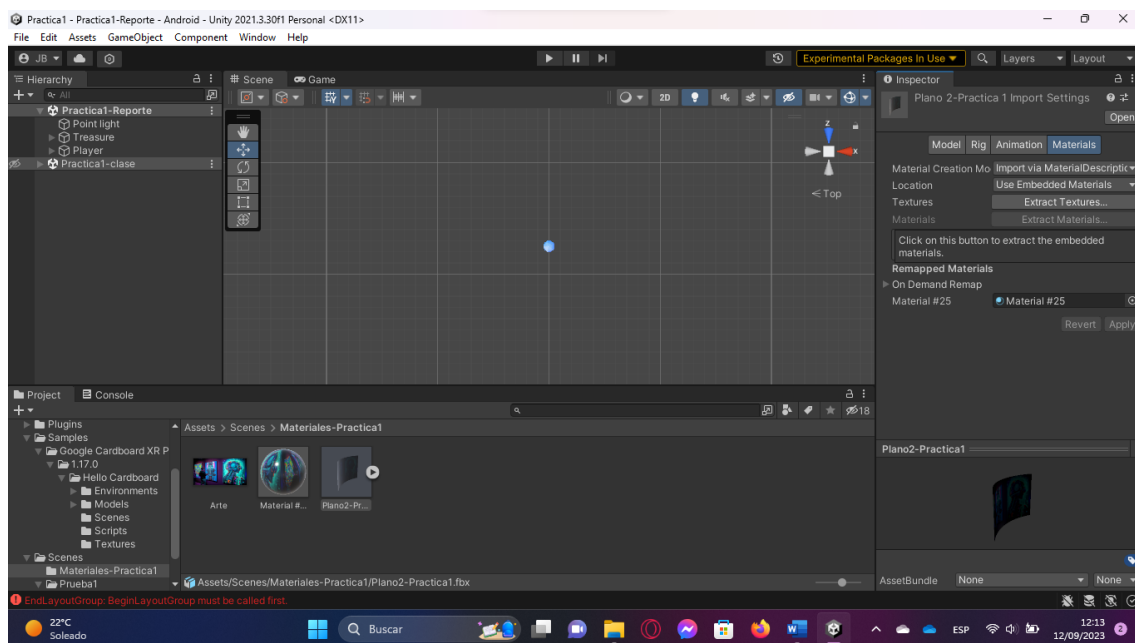 Practica1 - Practica1-Reporte - Android - Unity 2021.3.30f1 Personal <DX11>
File Edit Assets GameObject Component Window Help
JB Experimental Packages In Use Layers Layout
Hierarchy
All
Practica1-Reporte
Point light
Treasure
Player
Practica1-clase
Scene Game
2D
z
x
Top
Inspector
Plano 2-Practica 1 Import Settings
Open
Model Rig Animation Materials
Material Creation Mo Import via MaterialDescriptic
Location Use Embedded Materials
Textures Extract Textures...
Materials Extract Materials...
Click on this button to extract the embedded
materials.
Remapped Materials
On Demand Remap
Material #25 Material #25
Revert Apply
Project Console
18
Plugins
Samples
Google Cardboard XR P
1.17.0
Hello Cardboard
Environments
Models
Scenes
Scripts
Textures
Scenes
Materiales-Practica1
Prueba1
Assets > Scenes > Materiales-Practica1
Arte Material #... Plano2-Pr...
Assets/Scenes/Materiales-Practica1/Plano2-Practica1.fbx
Plano2-Practica1
AssetBundle None None
EndLayoutGroup: BeginLayoutGroup must be called first.
22°C
Soleado
Buscar
ESP
12:13
12/09/2023
2